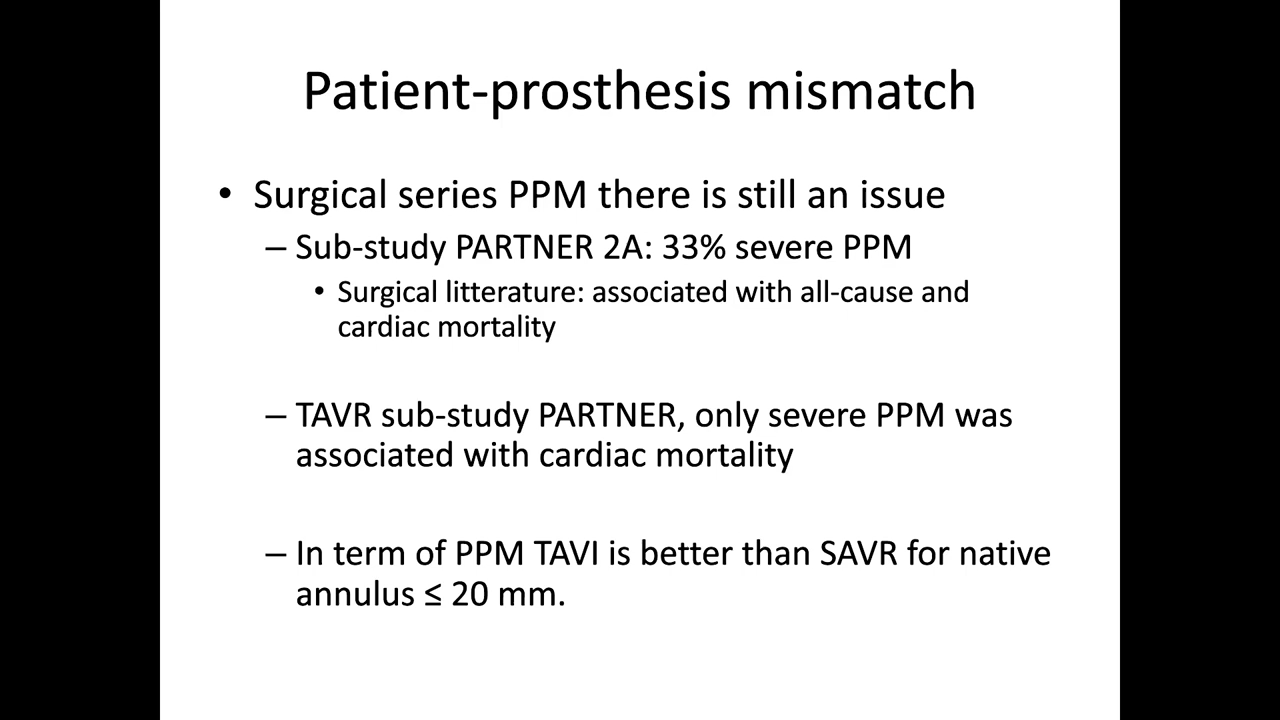 Patient-prosthesis mismatch
• Surgical series PPM there is still an issue
– Sub-study PARTNER 2A: 33% severe PPM
• Surgical litterature: associated with all-cause and
cardiac mortality
– TAVR sub-study PARTNER, only severe PPM was
associated with cardiac mortality
– In term of PPM TAVI is better than SAVR for native
annulus ≤ 20 mm.